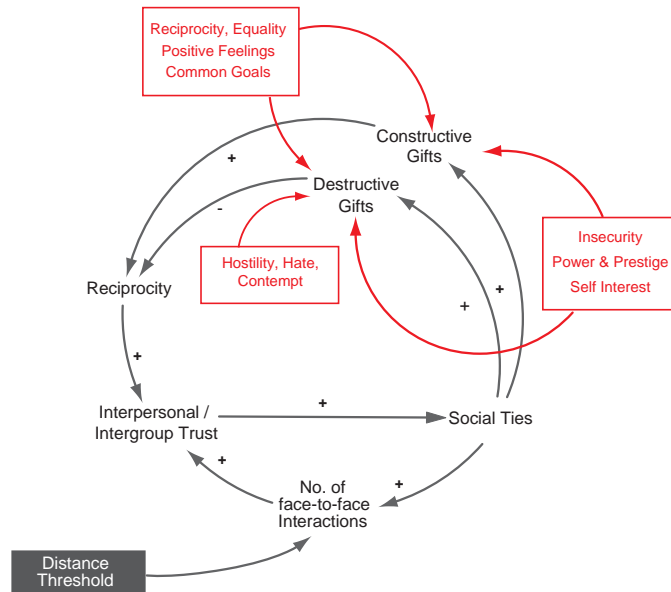 Reciprocity, Equality
Positive Feelings
Common Goals
Constructive
Gifts
+
Destructive
Gifts
-
Hostility, Hate,
Contempt
Insecurity
Power & Prestige
Self Interest
Reciprocity
+
+
+
Interpersonal /
Intergroup Trust
+
Social Ties
+
+
No. of
face-to-face
Interactions
Distance
Threshold